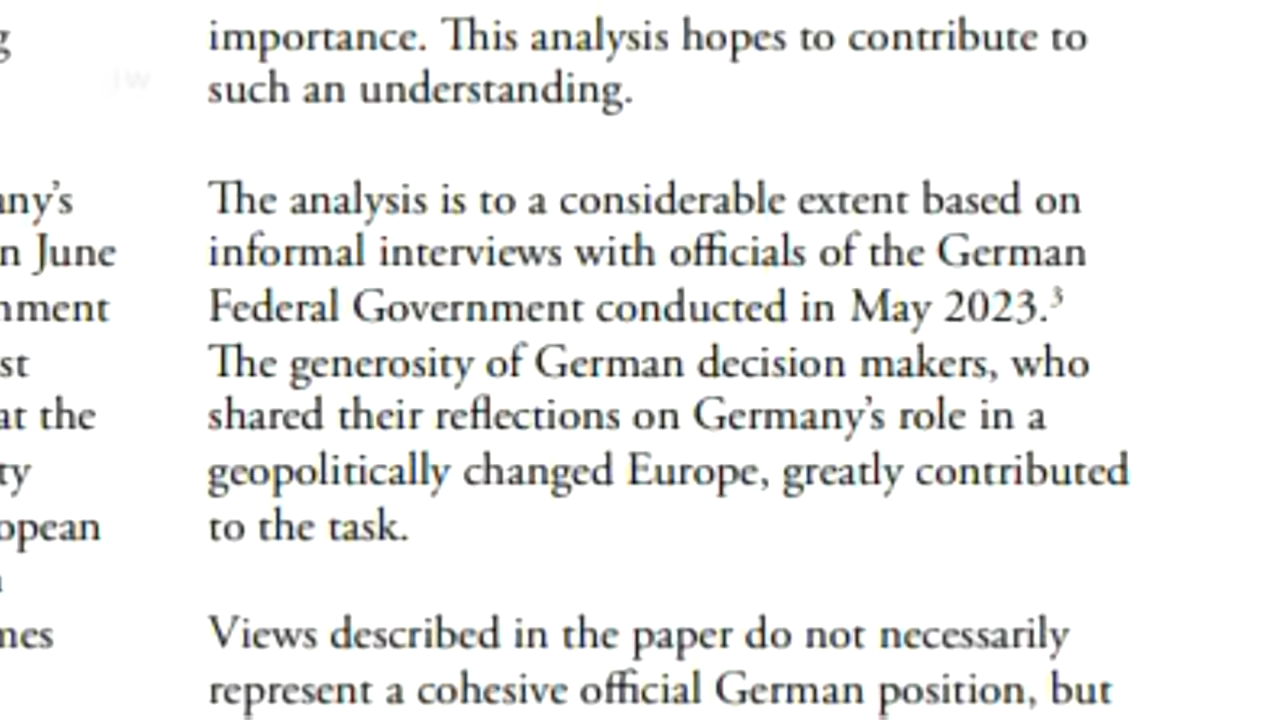 importance. This analysis hopes to contribute to
such an understanding.
The analysis is to a considerable extent based on
informal interviews with officials of the German
Federal Government conducted in May 2023.³
The generosity of German decision makers, who
shared their reflections on Germany's role in a
geopolitically changed Europe, greatly contributed
to the task.
Views described in the paper do not necessarily
represent a cohesive official German position, but
June
at the